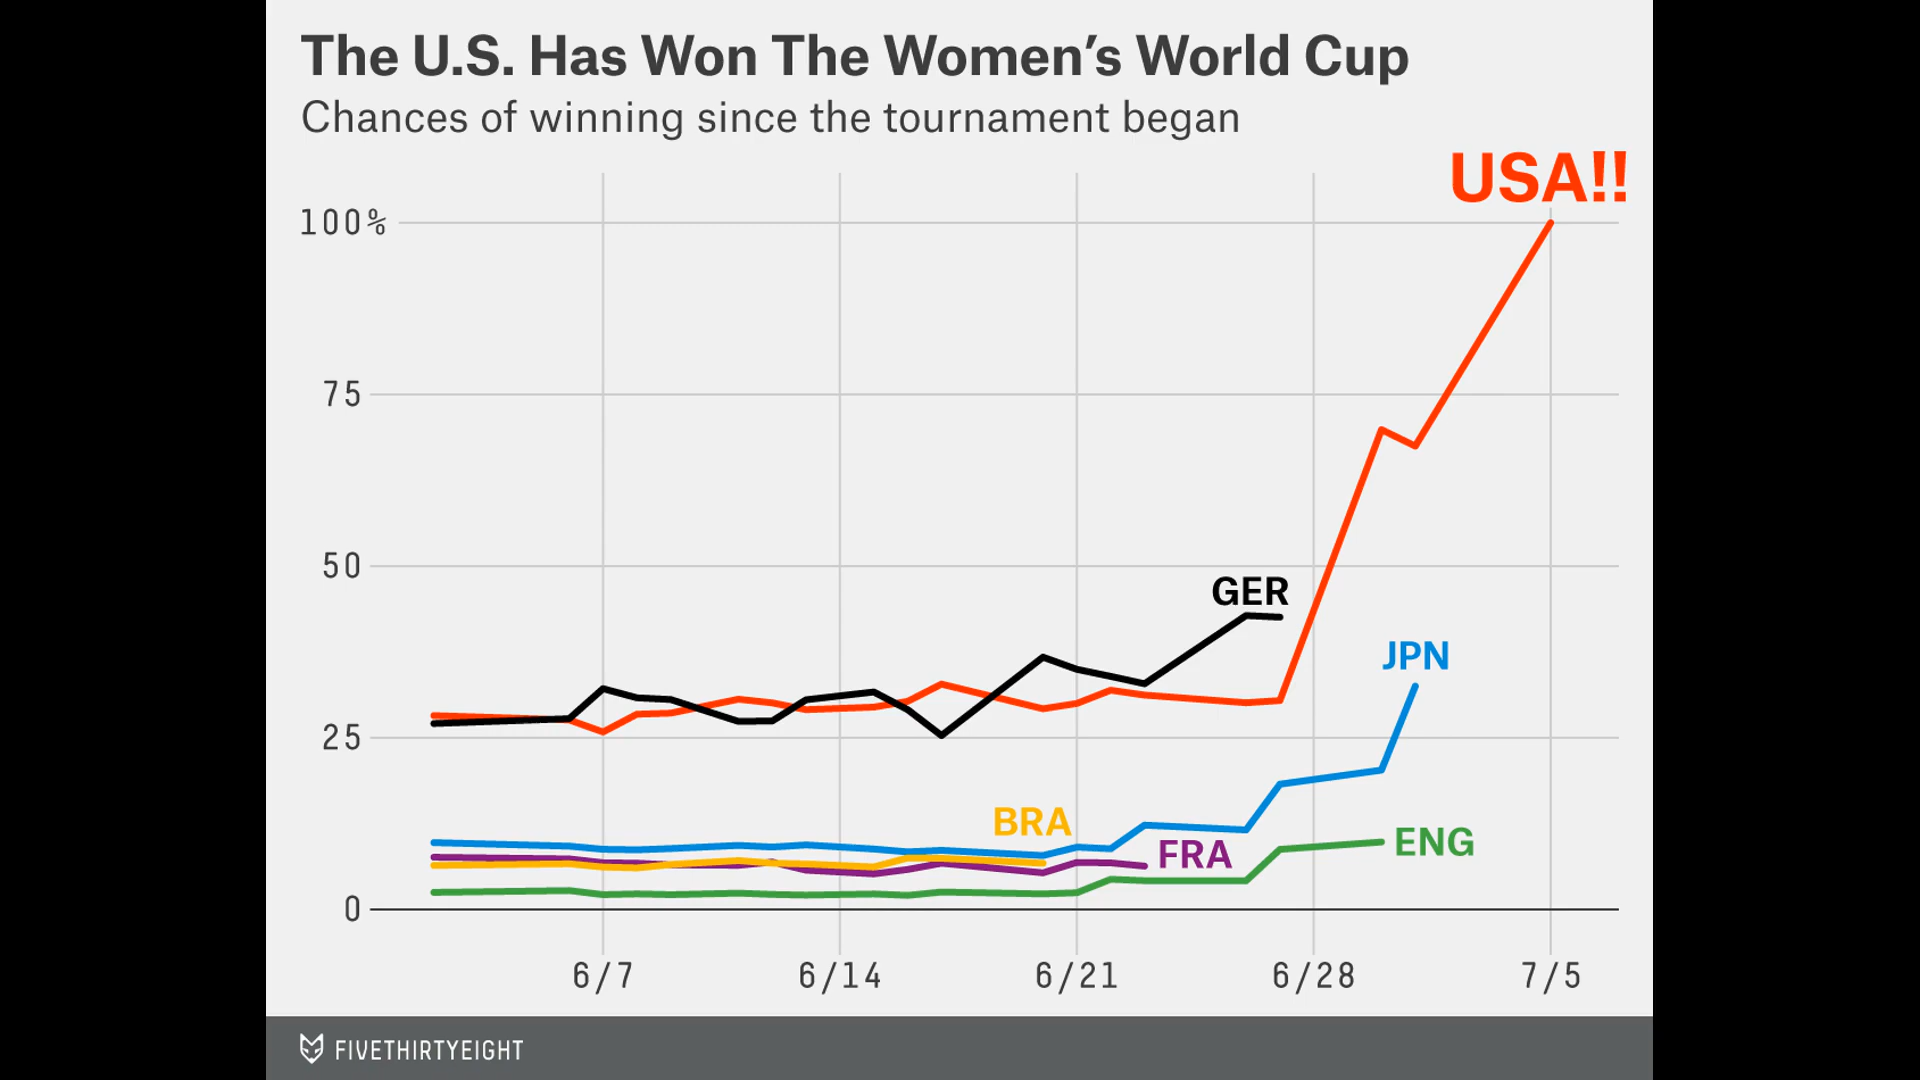 The U.S. Has Won The Women's World Cup
Chances of winning since the tournament began
USA!!
100%
75
50
GER
JPN
25
BRA
FRA
ENG
0
6/7 6/14 6/21 6/28 7/5
FIVETHIRTYEIGHT